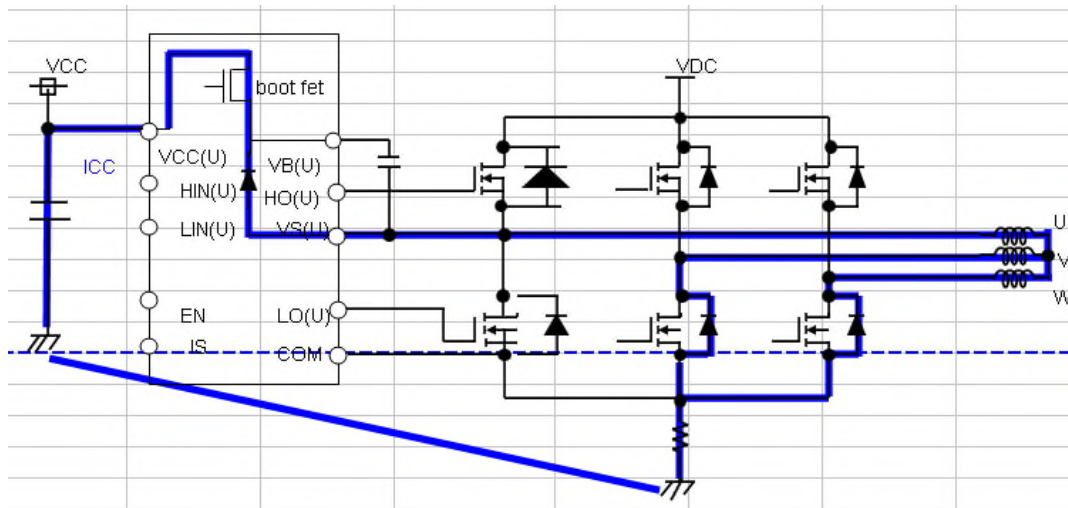 VCC
boot fet
ICC
VCC(U)
HIN(U)
LIN(U)
EN
IS
VB(U)
HO(U)
VS(U)
LO(U)
COM
VDC
U
V
W